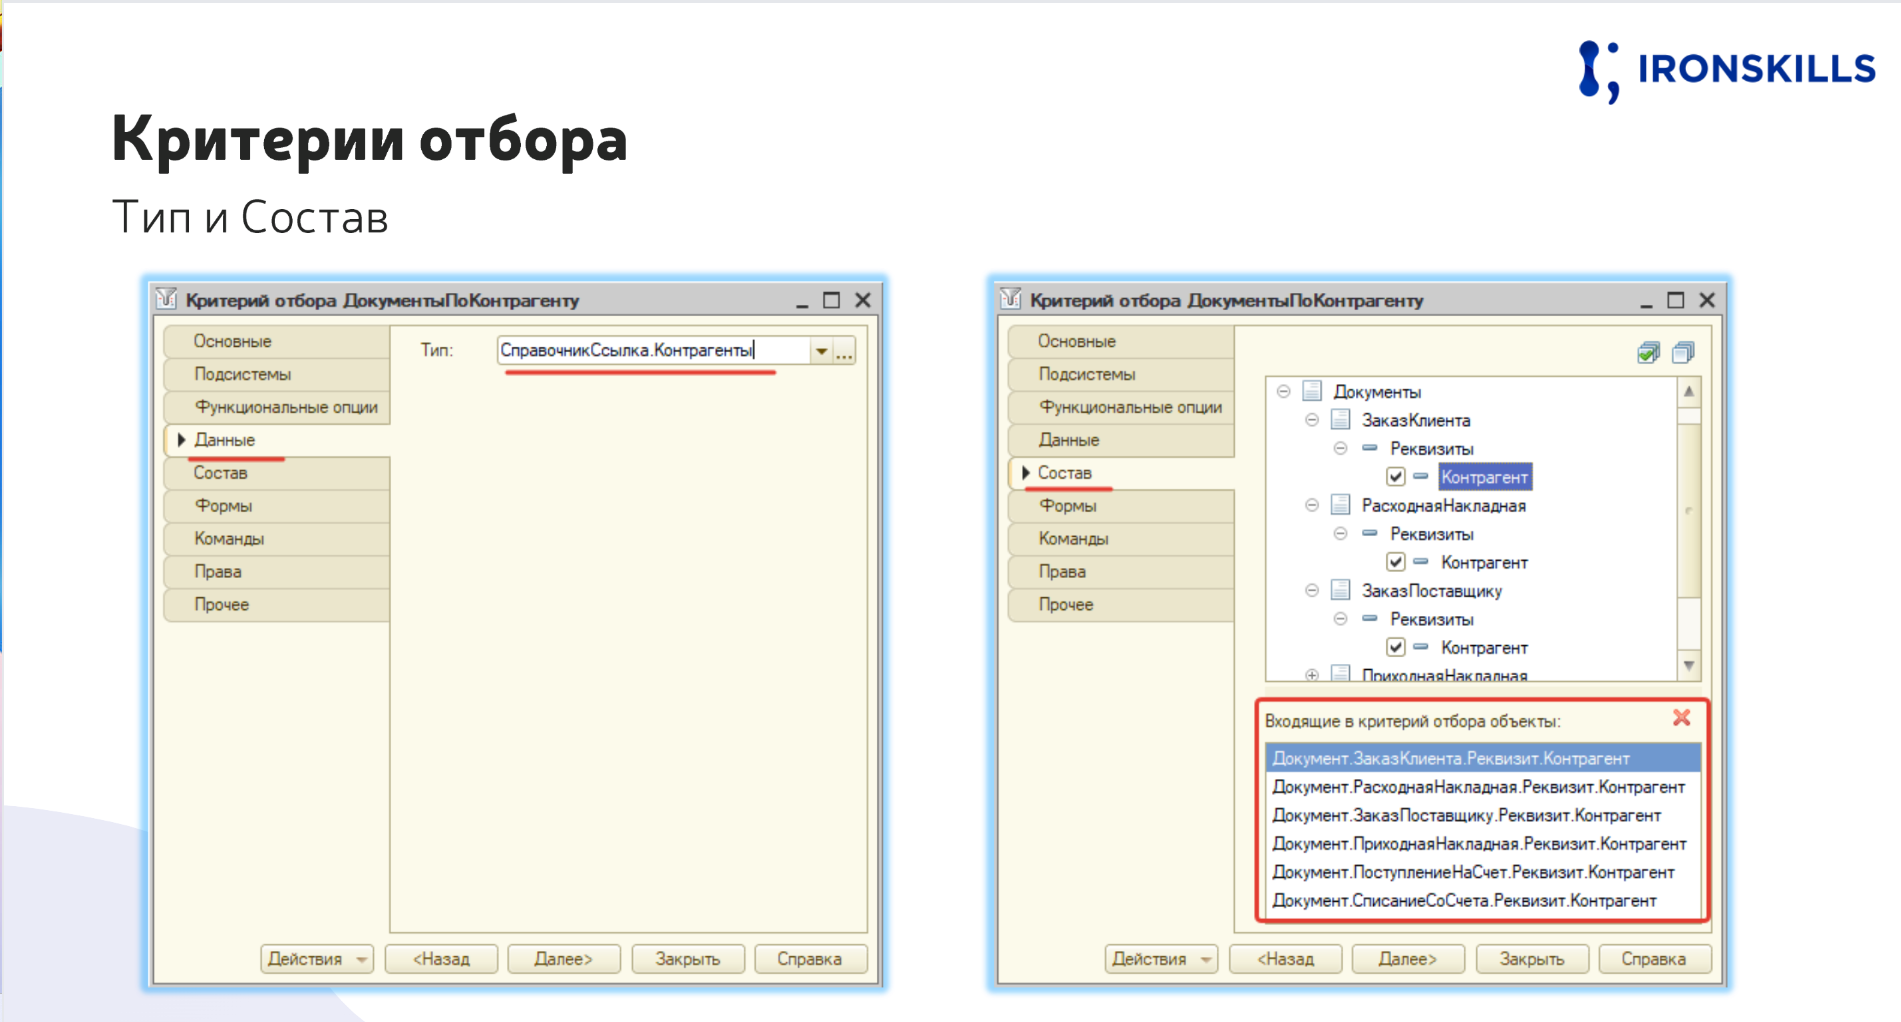 IRONSKILLS
Критерии отбора
Тип и Состав
Критерий отбора ДокументыПоКонтрагенту
Основные
Подсистемы
Функциональные опции
Данные
Состав
Формы
Команды
Права
Прочее
Тип: СправочникСсылка.Контрагенты ...
Действия <Назад Далее> Закрыть Справка
Критерий отбора ДокументыПоКонтрагенту
Основные
Подсистемы
Функциональные опции
Данные
Состав
Формы
Команды
Права
Прочее
Документы
ЗаказКлиента
Реквизиты
Контрагент
РасходнаяНакладная
Реквизиты
Контрагент
ЗаказПоставщику
Реквизиты
Контрагент
ПриходнаяНакладная
Входящие в критерий отбора объекты:
Документ.ЗаказКлиента.Реквизит.Контрагент
Документ.РасходнаяНакладная.Реквизит.Контрагент
Документ.ЗаказПоставщику.Реквизит.Контрагент
Документ.ПриходнаяНакладная.Реквизит.Контрагент
Документ.ПоступлениеНаСчет.Реквизит.Контрагент
Документ.СписаниеСоСчета.Реквизит.Контрагент
Действия <Назад Далее> Закрыть Справка